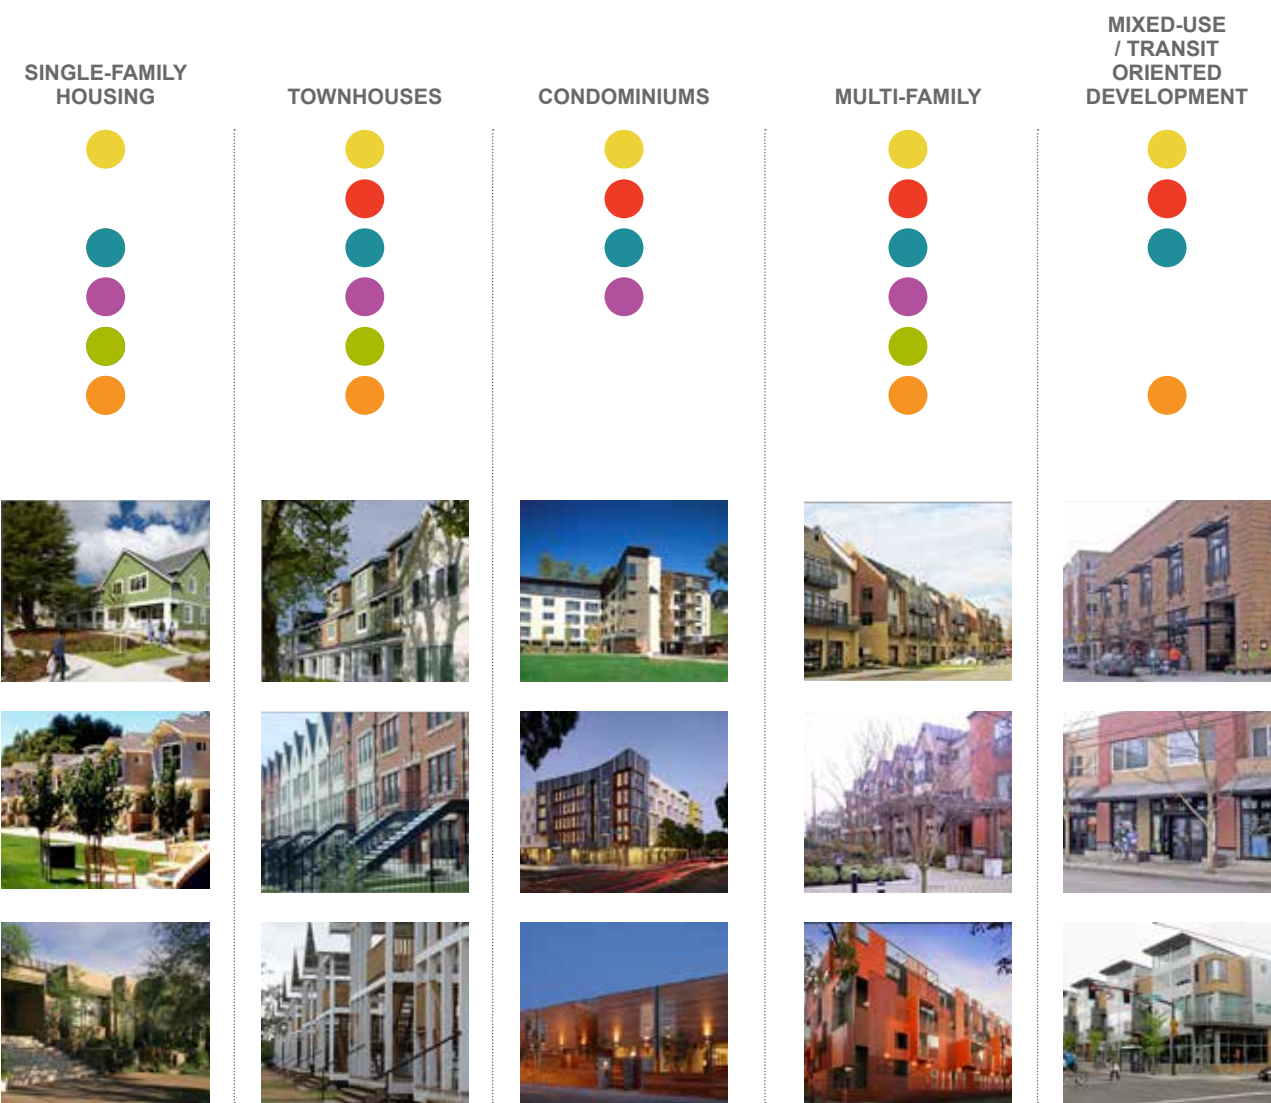 SINGLE-FAMILY
HOUSING
TOWNHOUSES
CONDOMINIUMS
MULTI-FAMILY
MIXED-USE
/ TRANSIT
ORIENTED
DEVELOPMENT